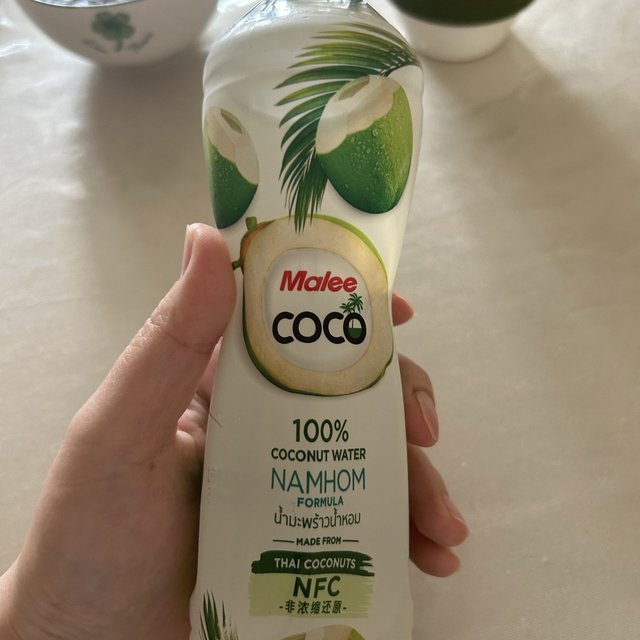 Malee
COCO
100%
COCONUT WATER
NAMHOM
FORMULA
น้ำมะพร้าวน้ำหอม
MADE FROM
THAI COCONUTS
NFC
-非浓缩还原-